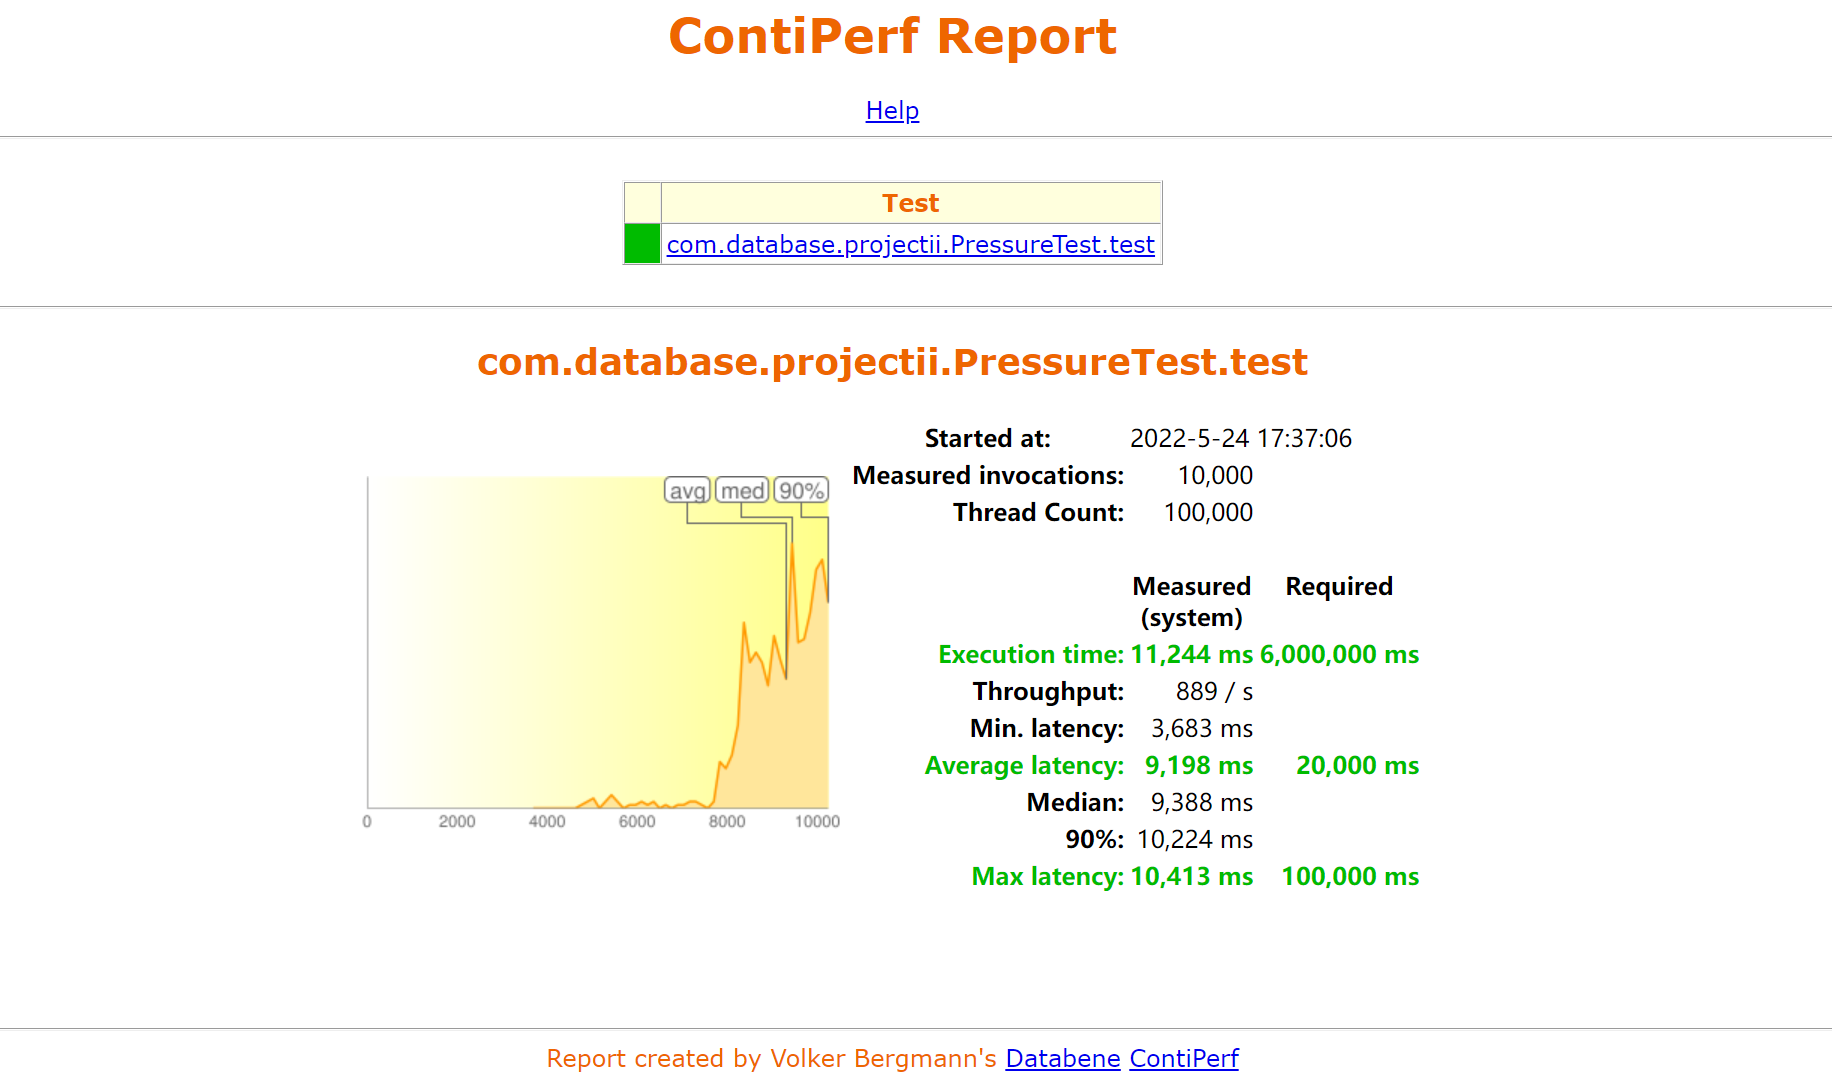 ContiPerf Report
Help
Test
com.database.projectii.PressureTest.test
com.database.projectii.PressureTest.test
avg med 90%
0 2000 4000 6000 8000 10000
Started at: 2022-5-24 17:37:06
Measured invocations: 10,000
Thread Count: 100,000
Measured Required
(system)
Execution time: 11,244 ms 6,000,000 ms
Throughput: 889 / s
Min. latency: 3,683 ms
Average latency: 9,198 ms 20,000 ms
Median: 9,388 ms
90%: 10,224 ms
Max latency: 10,413 ms 100,000 ms
Report created by Volker Bergmann's Databene ContiPerf